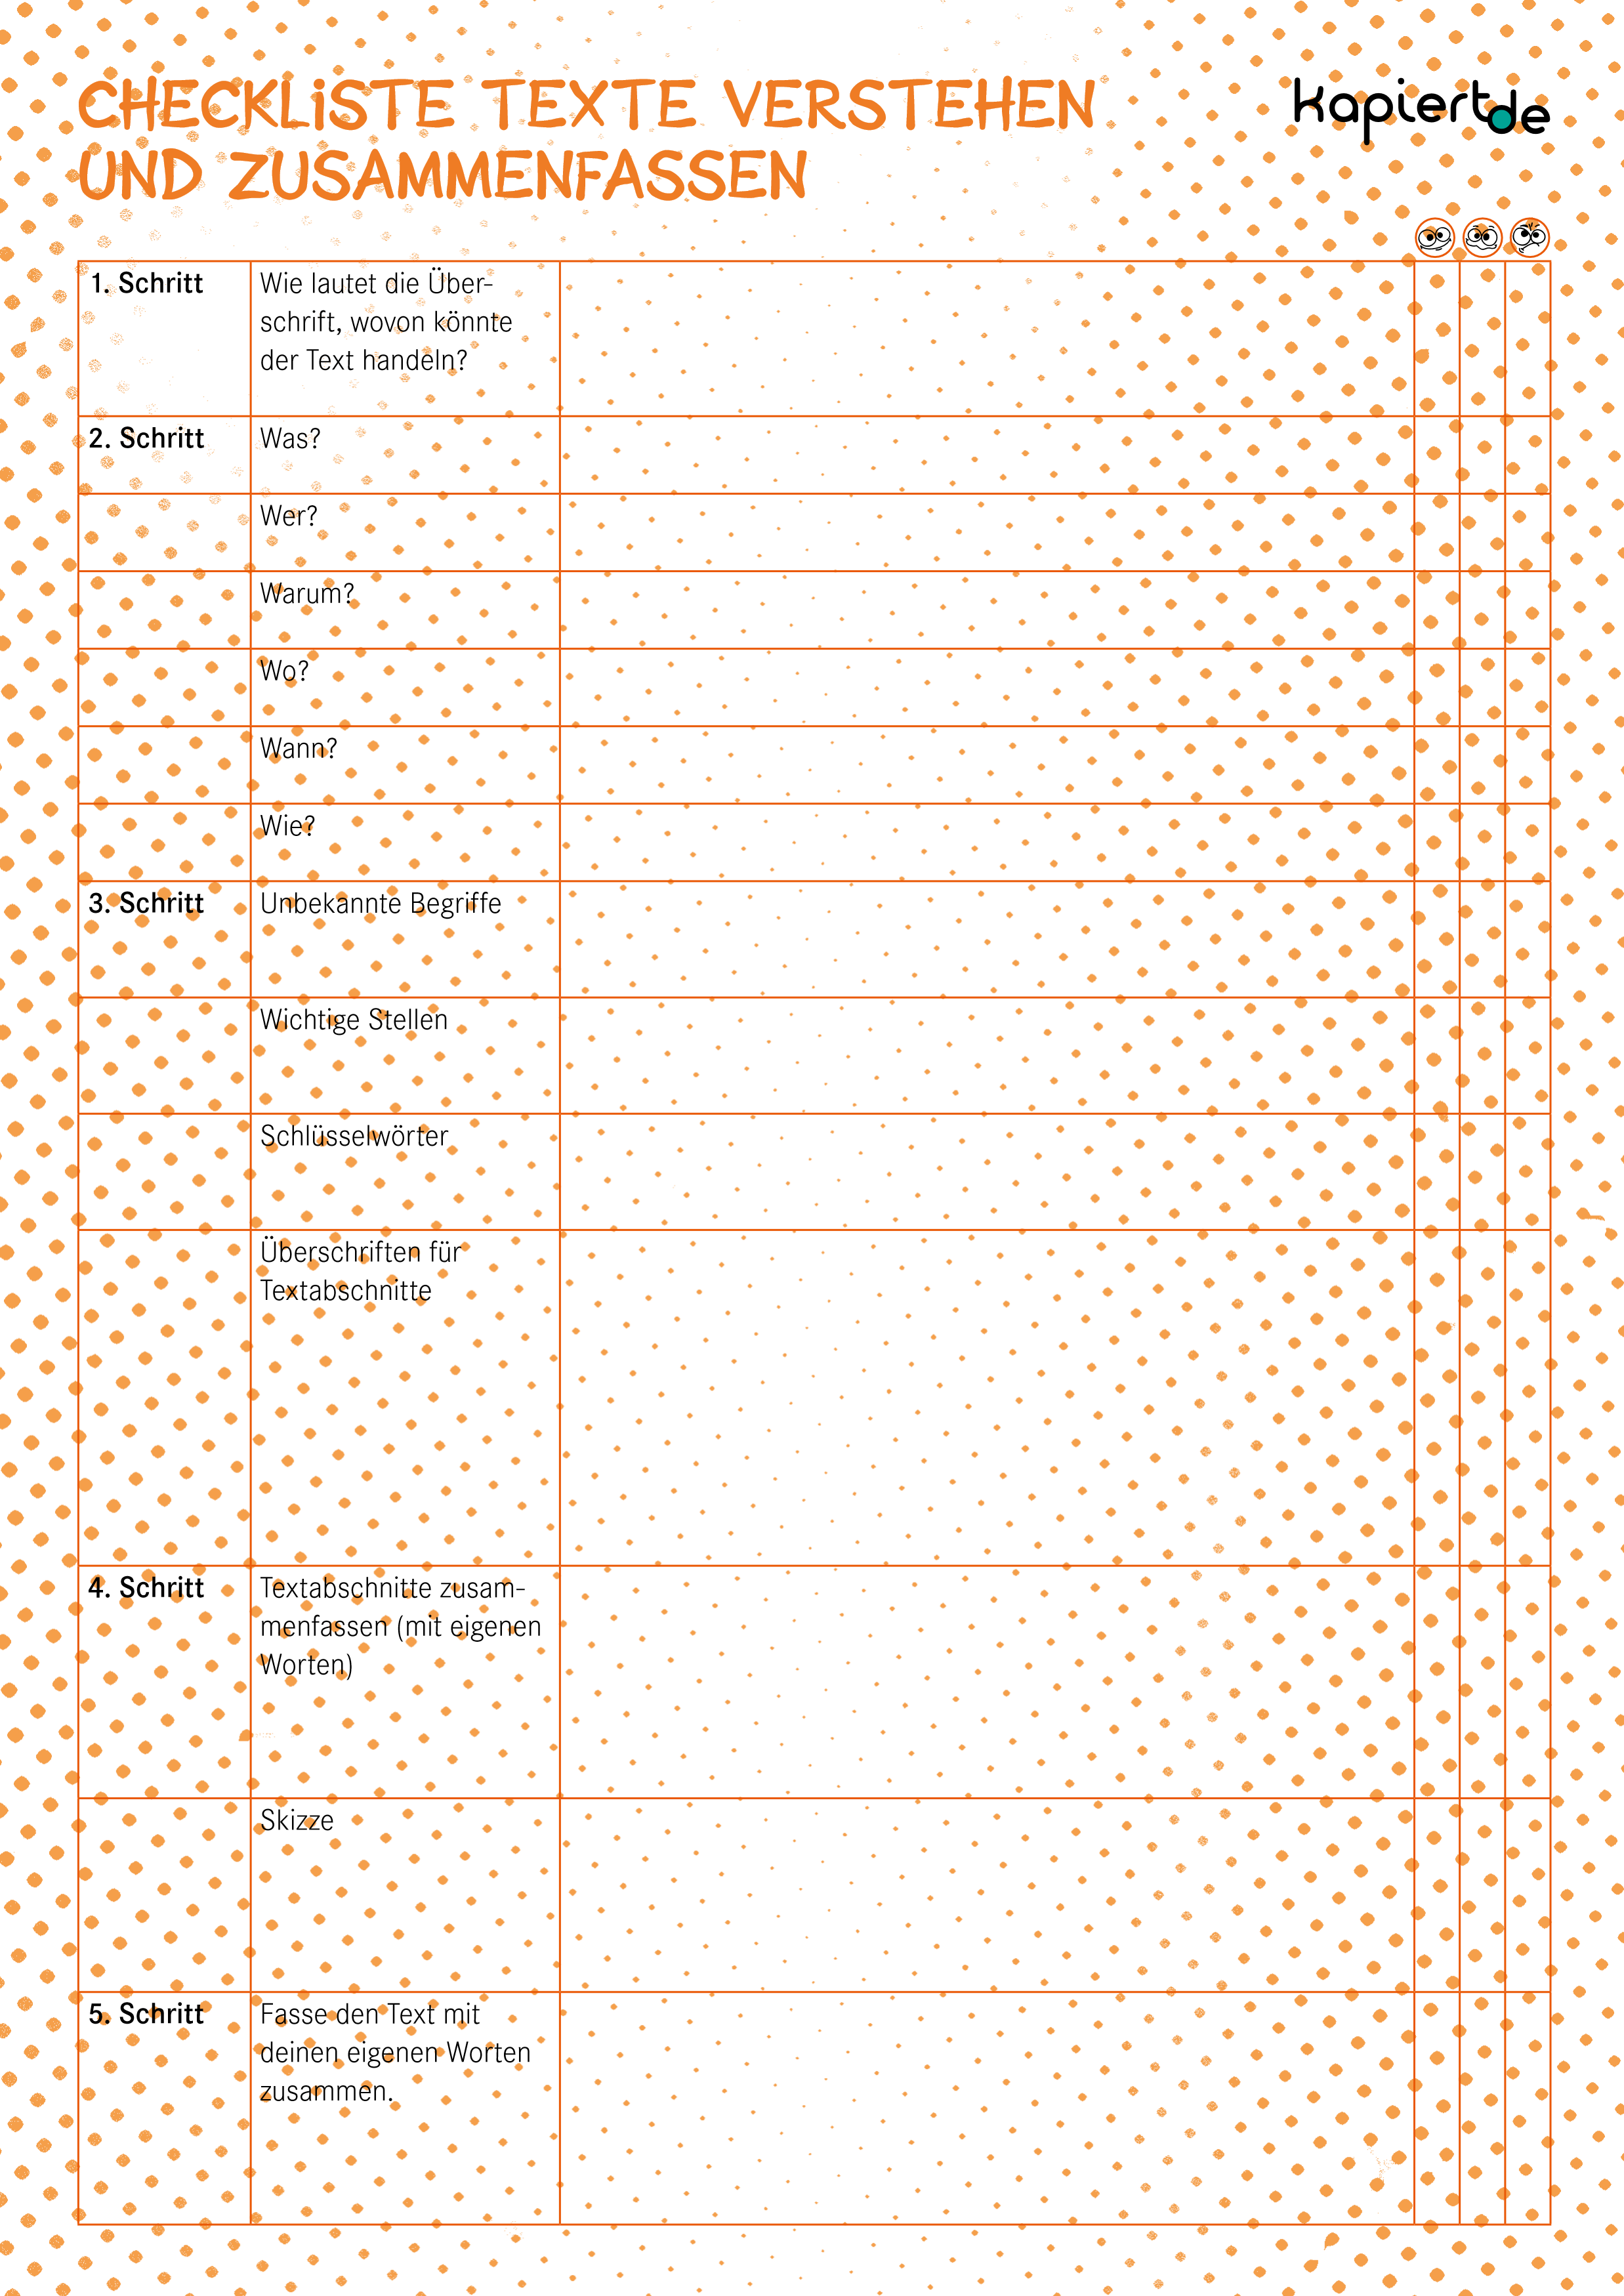 CHECKLISTE TEXTE VERSTEHEN
UND ZUSAMMENFASSEN
kapiert.de
1. Schritt
Wie lautet die Über-
schrift, wovon könnte
der Text handeln?
2. Schritt
Was?
Wer?
Warum?
Wo?
Wann?
Wie?
3. Schritt
Unbekannte Begriffe
Wichtige Stellen
Schlüsselwörter
Überschriften für
Textabschnitte
4. Schritt
Textabschnitte zusam-
menfassen (mit eigenen
Worten)
Skizze
5. Schritt
Fasse den Text mit
deinen eigenen Worten
zusammen.